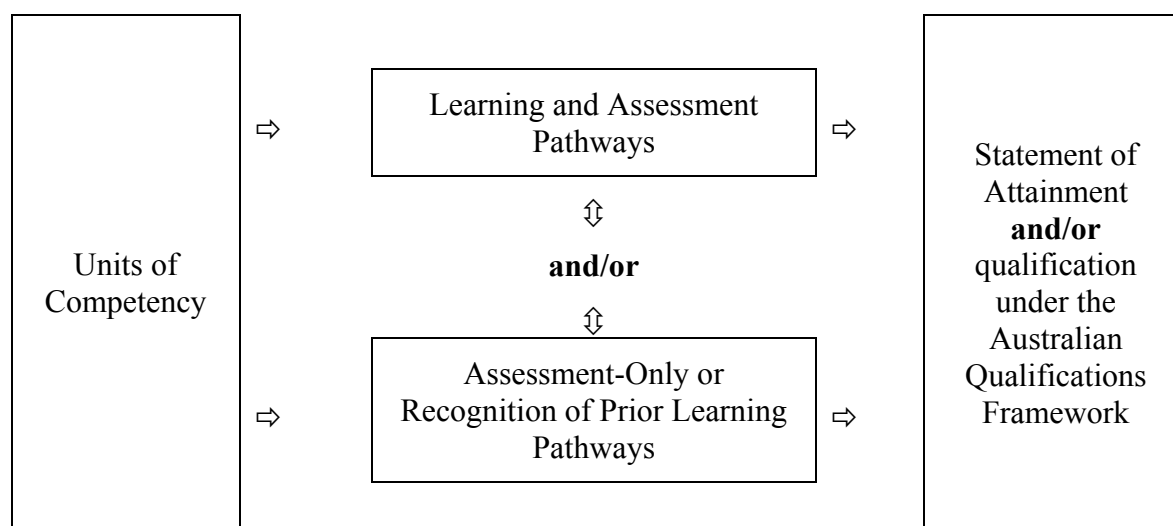 Units of
Competency
⇨
Learning and Assessment
Pathways
⇨
⇳
and/or
⇳
⇨
Assessment-Only or
Recognition of Prior Learning
Pathways
⇨
Statement of
Attainment
and/or
qualification
under the
Australian
Qualifications
Framework